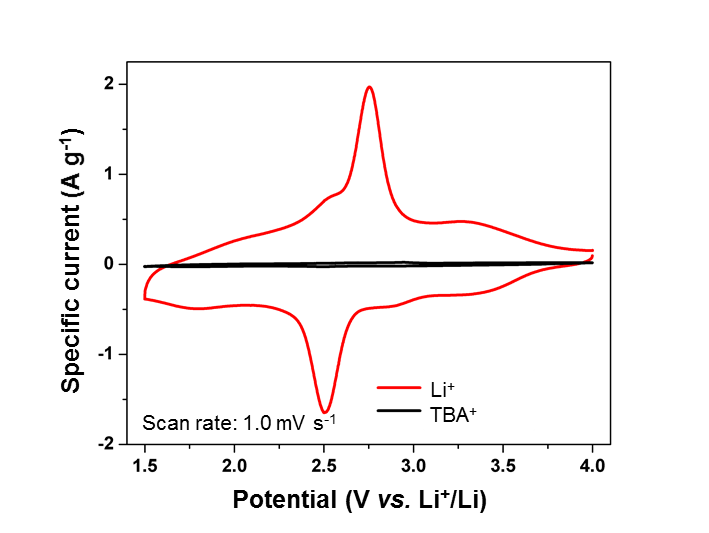 Specific current (A g⁻¹)
2
1
0
-1
-2
Li⁺
TBA⁺
Scan rate: 1.0 mV s⁻¹
1.5 2.0 2.5 3.0 3.5 4.0
Potential (V vs. Li⁺/Li)